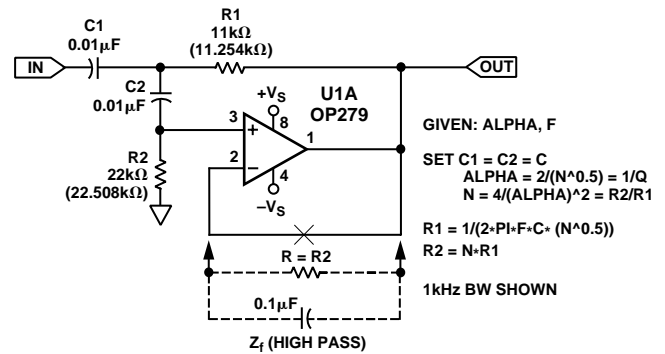 C1
0.01μF
R1
11kΩ
(11.254kΩ)
IN
OUT
C2
0.01μF
+VS
U1A
OP279
3
8
1
2
4
–VS
R2
22kΩ
(22.508kΩ)
GIVEN: ALPHA, F
SET C1 = C2 = C
ALPHA = 2/(N^0.5) = 1/Q
N = 4/(ALPHA)^2 = R2/R1
R1 = 1/(2*PI*F*C* (N^0.5))
R2 = N*R1
1kHz BW SHOWN
R = R2
0.1μF
Zf (HIGH PASS)